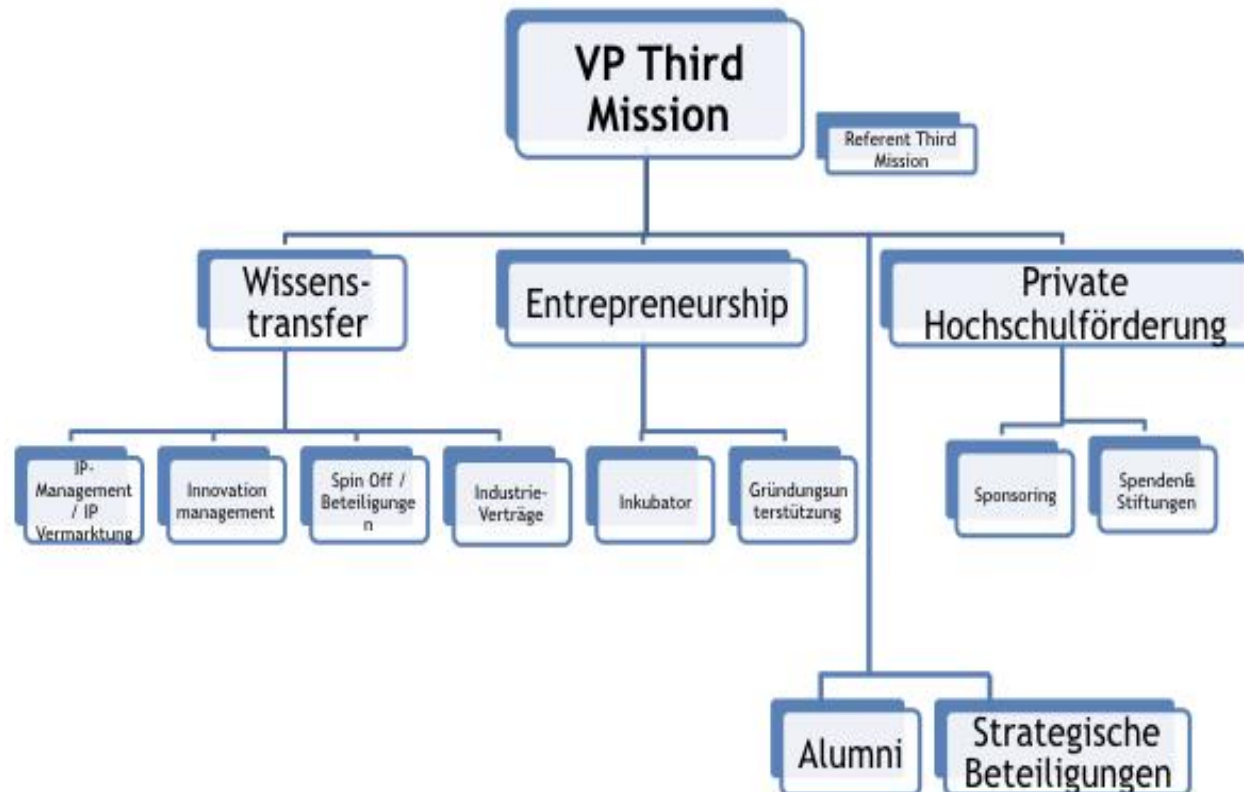 VP Third
Mission
Referent Third
Mission
Wissens-
transfer
Entrepreneurship
Private
Hochschulförderung
IP-
Management
/ IP
Vermarktung
Innovation
management
Spin Off /
Beteiligunge
n
Industrie-
Verträge
Inkubator
Gründungsun
terstützung
Sponsoring
Spenden&
Stiftungen
Alumni
Strategische
Beteiligungen